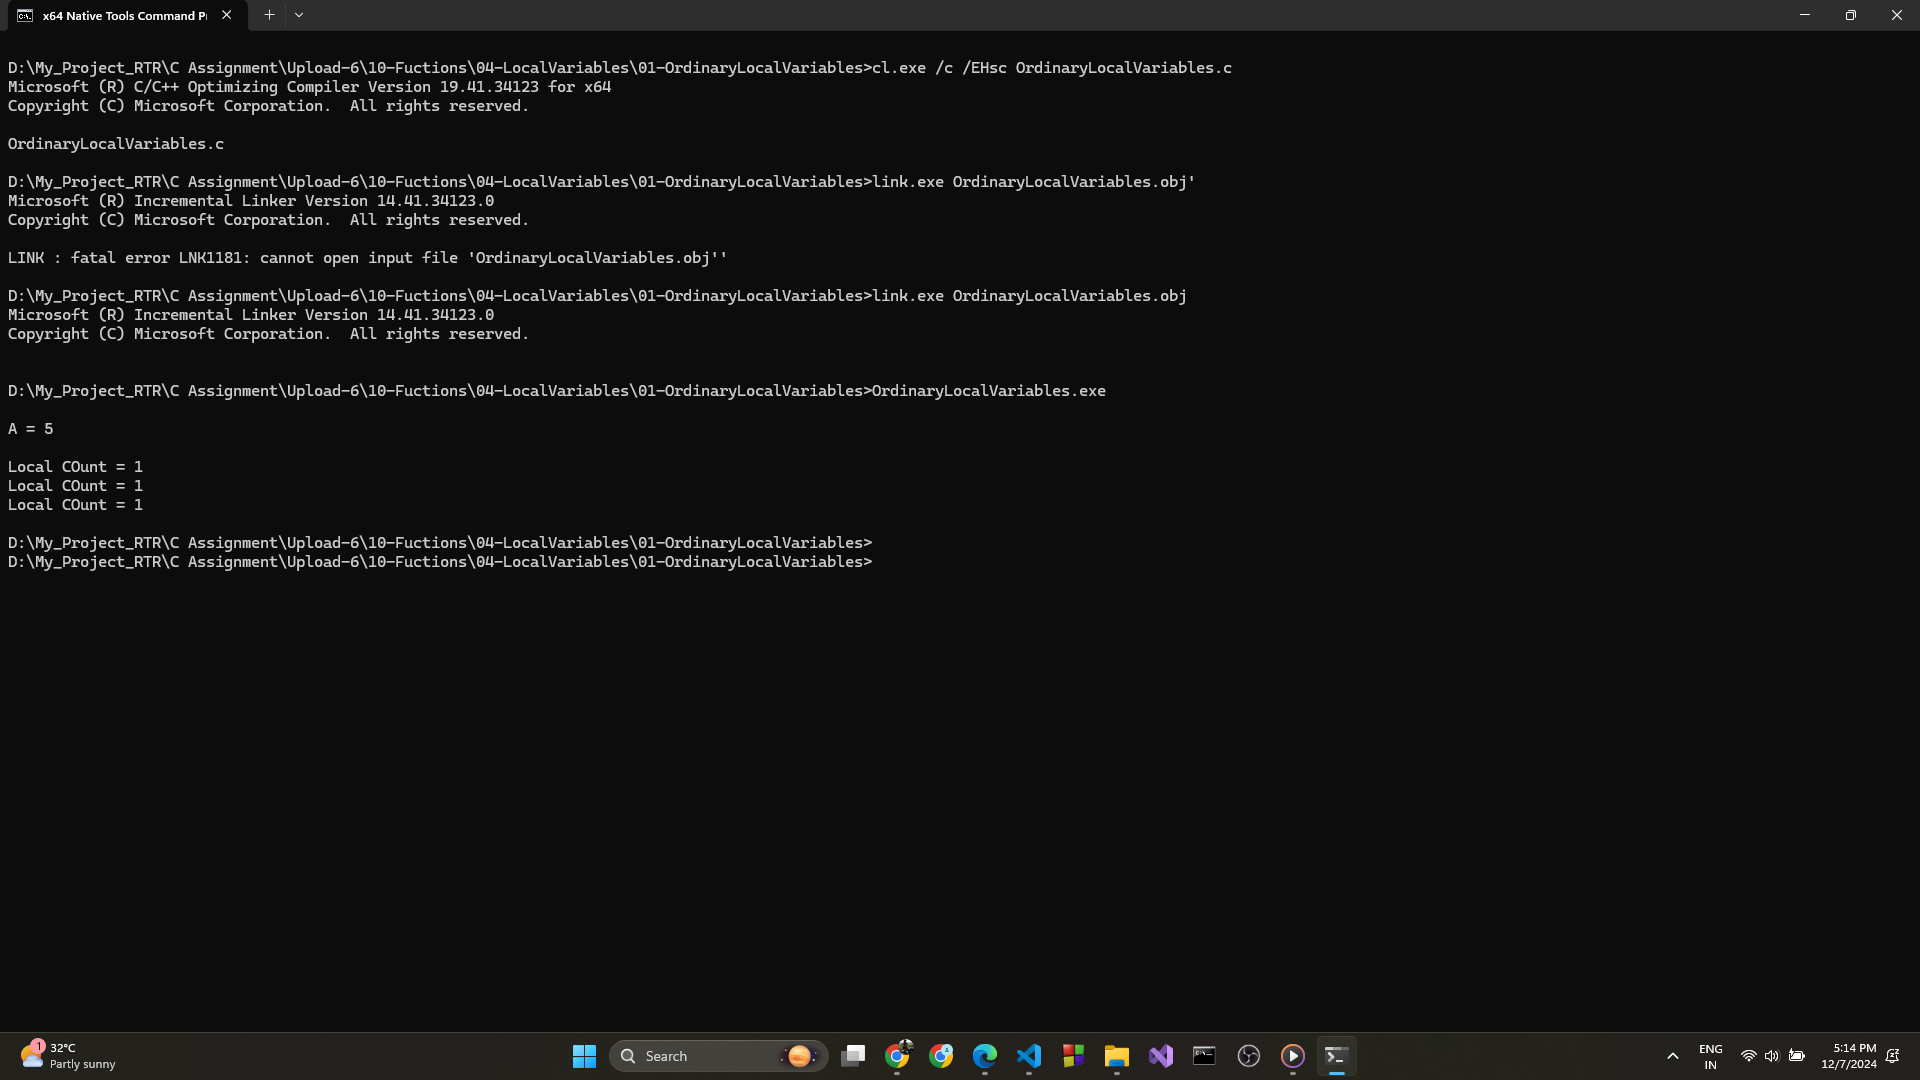 x64 Native Tools Command P
D:\My_Project_RTR\C Assignment\Upload-6\10-Fuctions\04-LocalVariables\01-OrdinaryLocalVariables>cl.exe /c /EHsc OrdinaryLocalVariables.c
Microsoft (R) C/C++ Optimizing Compiler Version 19.41.34123 for x64
Copyright (C) Microsoft Corporation.  All rights reserved.
OrdinaryLocalVariables.c
D:\My_Project_RTR\C Assignment\Upload-6\10-Fuctions\04-LocalVariables\01-OrdinaryLocalVariables>link.exe OrdinaryLocalVariables.obj'
Microsoft (R) Incremental Linker Version 14.41.34123.0
Copyright (C) Microsoft Corporation.  All rights reserved.
LINK : fatal error LNK1181: cannot open input file 'OrdinaryLocalVariables.obj''
D:\My_Project_RTR\C Assignment\Upload-6\10-Fuctions\04-LocalVariables\01-OrdinaryLocalVariables>link.exe OrdinaryLocalVariables.obj
Microsoft (R) Incremental Linker Version 14.41.34123.0
Copyright (C) Microsoft Corporation.  All rights reserved.
D:\My_Project_RTR\C Assignment\Upload-6\10-Fuctions\04-LocalVariables\01-OrdinaryLocalVariables>OrdinaryLocalVariables.exe
A = 5
Local COunt = 1
Local COunt = 1
Local COunt = 1
D:\My_Project_RTR\C Assignment\Upload-6\10-Fuctions\04-LocalVariables\01-OrdinaryLocalVariables>
D:\My_Project_RTR\C Assignment\Upload-6\10-Fuctions\04-LocalVariables\01-OrdinaryLocalVariables>
1
32°C
Partly sunny
Search
ENG
IN
5:14 PM
12/7/2024